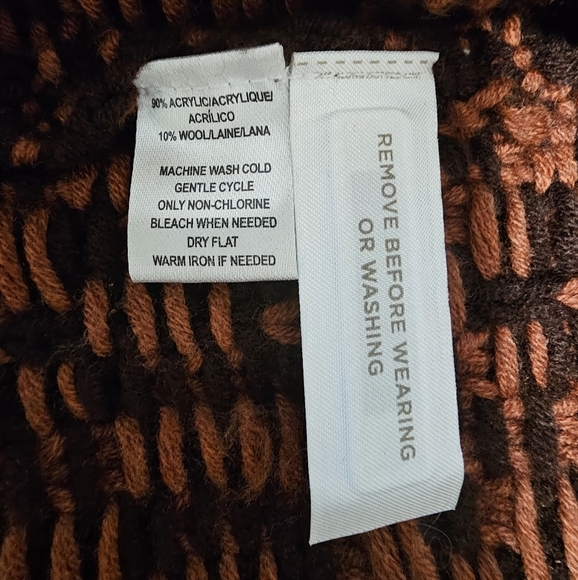 90% ACRYLIC/ACRYLIQUE/
ACRÍLICO
10% WOOL/LAINE/LANA
MACHINE WASH COLD
GENTLE CYCLE
ONLY NON-CHLORINE
BLEACH WHEN NEEDED
DRY FLAT
WARM IRON IF NEEDED
REMOVE BEFORE WEARING
OR WASHING